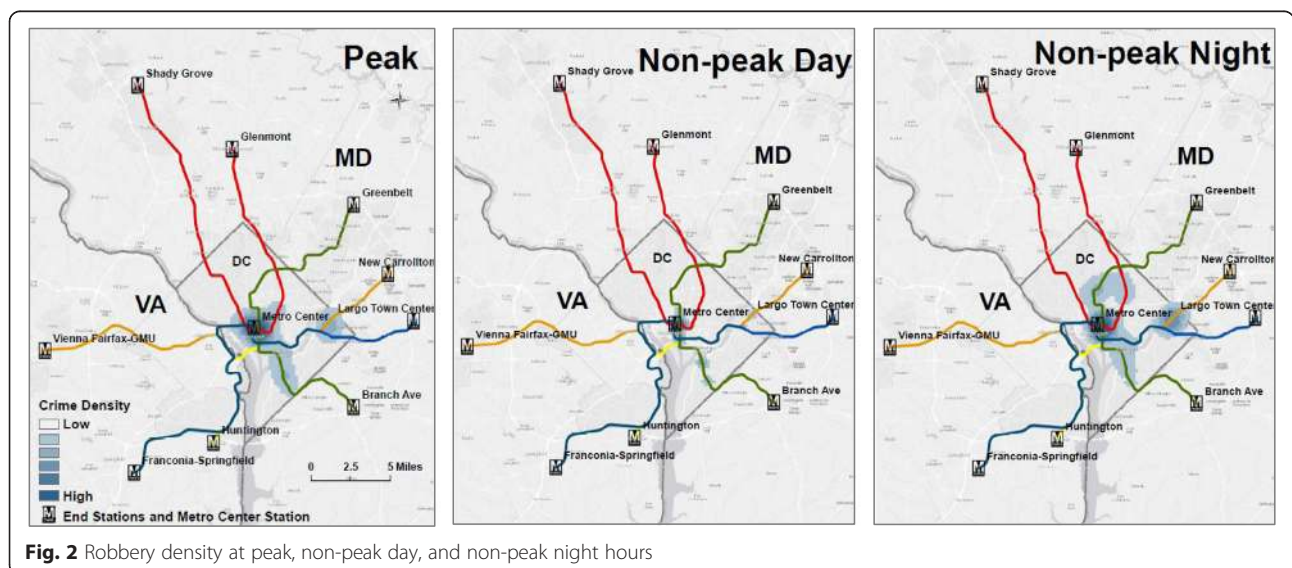 Peak
Shady Grove
Glenmont
MD
Greenbelt
DC
New Carrollton
VA
Largo Town Center
Metro Center
Vienna Fairfax-GMU
Branch Ave
Crime Density
Low
Huntington
Franconia-Springfield
0 2.5 5 Miles
High
End Stations and Metro Center Station
Non-peak Day
Shady Grove
Glenmont
MD
Greenbelt
DC
New Carrollton
VA
Largo Town Center
Metro Center
Vienna Fairfax-GMU
Branch Ave
Huntington
Franconia-Springfield
Non-peak Night
Shady Grove
Glenmont
MD
Greenbelt
DC
New Carrollton
VA
Largo Town Center
Metro Center
Vienna Fairfax-GMU
Branch Ave
Huntington
Franconia-Springfield
Fig. 2 Robbery density at peak, non-peak day, and non-peak night hours